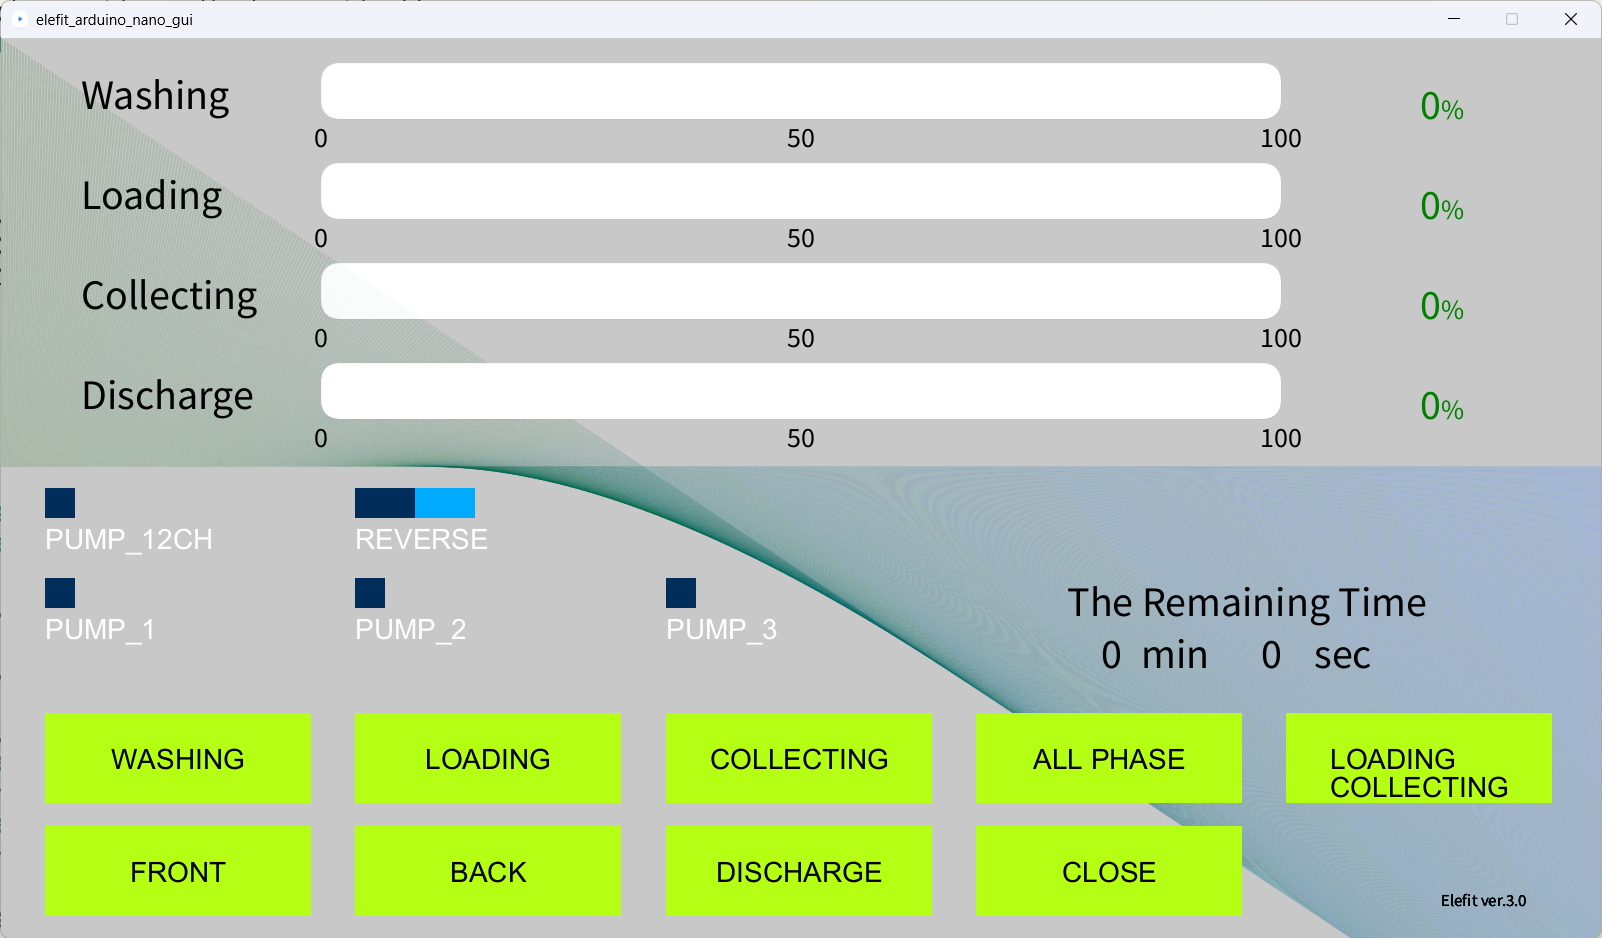 elefit_arduino_nano_gui
Washing
0%
0 50 100
Loading
0%
0 50 100
Collecting
0%
0 50 100
Discharge
0%
0 50 100
PUMP_12CH REVERSE
PUMP_1 PUMP_2 PUMP_3
The Remaining Time
0 min 0 sec
WASHING LOADING COLLECTING ALL PHASE LOADING
COLLECTING
FRONT BACK DISCHARGE CLOSE
Elefit ver.3.0